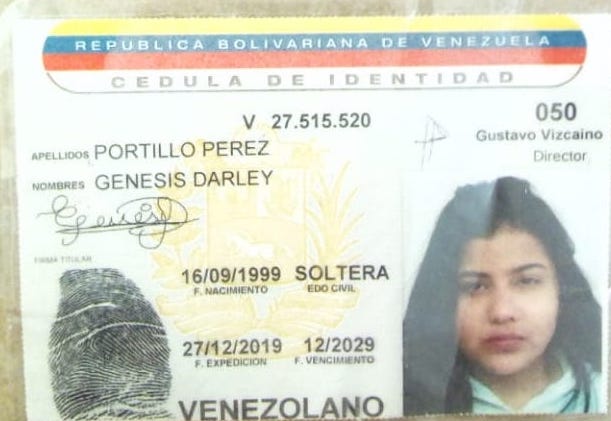 REPUBLICA BOLIVARIANA DE VENEZUELA
CEDULA DE IDENTIDAD
V 27.515.520
050
Gustavo Vizcaino
Director
APELLIDOS PORTILLO PEREZ
NOMBRES GENESIS DARLEY
Genesis
FIRMA TITULAR
16/09/1999 SOLTERA
F. NACIMIENTO EDO CIVIL
27/12/2019 12/2029
F. EXPEDICION F. VENCIMIENTO
VENEZOLANO